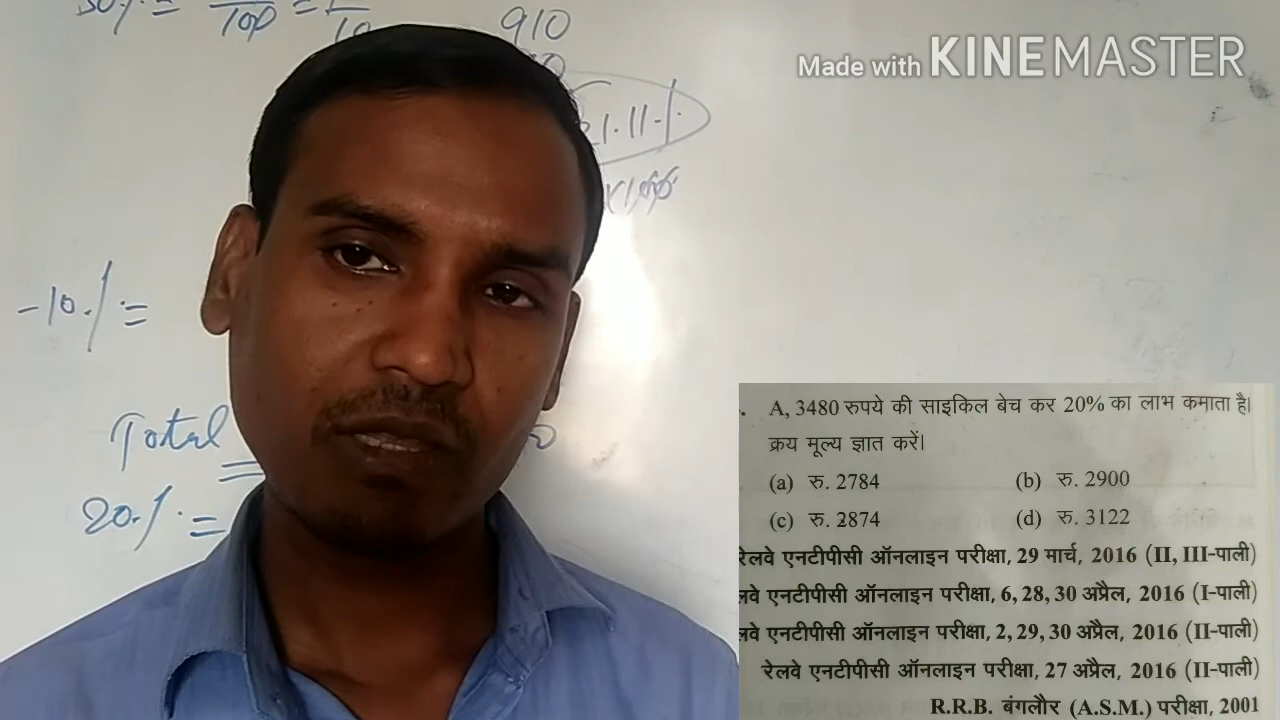 Made with KINEMASTER
910
21.11%
-10% =
Total
20% =
A, 3480 रुपये की साइकिल बेच कर 20% का लाभ कमाता है।
क्रय मूल्य ज्ञात करें।
(a) रु. 2784 (b) रु. 2900
(c) रु. 2874 (d) रु. 3122
रेलवे एनटीपीसी ऑनलाइन परीक्षा, 29 मार्च, 2016 (II, III-पाली)
एनटीपीसी ऑनलाइन परीक्षा, 6, 28, 30 अप्रैल, 2016 (I-पाली)
एनटीपीसी ऑनलाइन परीक्षा, 2, 29, 30 अप्रैल, 2016 (II-पाली)
रेलवे एनटीपीसी ऑनलाइन परीक्षा, 27 अप्रैल, 2016 (II-पाली)
R.R.B. बंगलौर (A.S.M.) परीक्षा, 2001